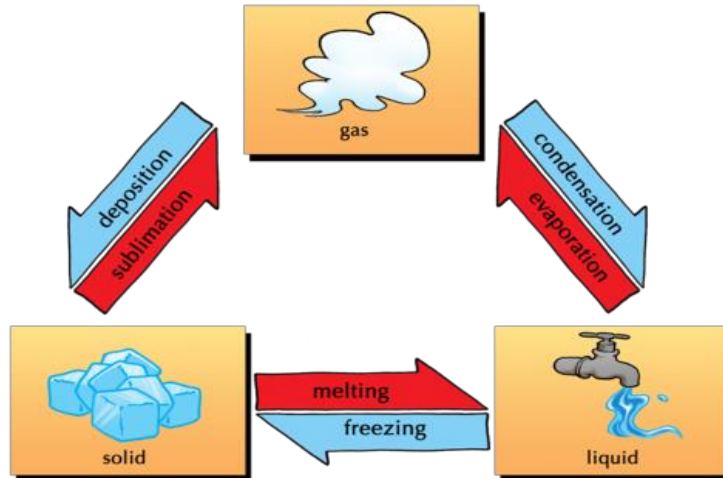 gas
deposition
sublimation
condensation
evaporation
solid
melting
freezing
liquid